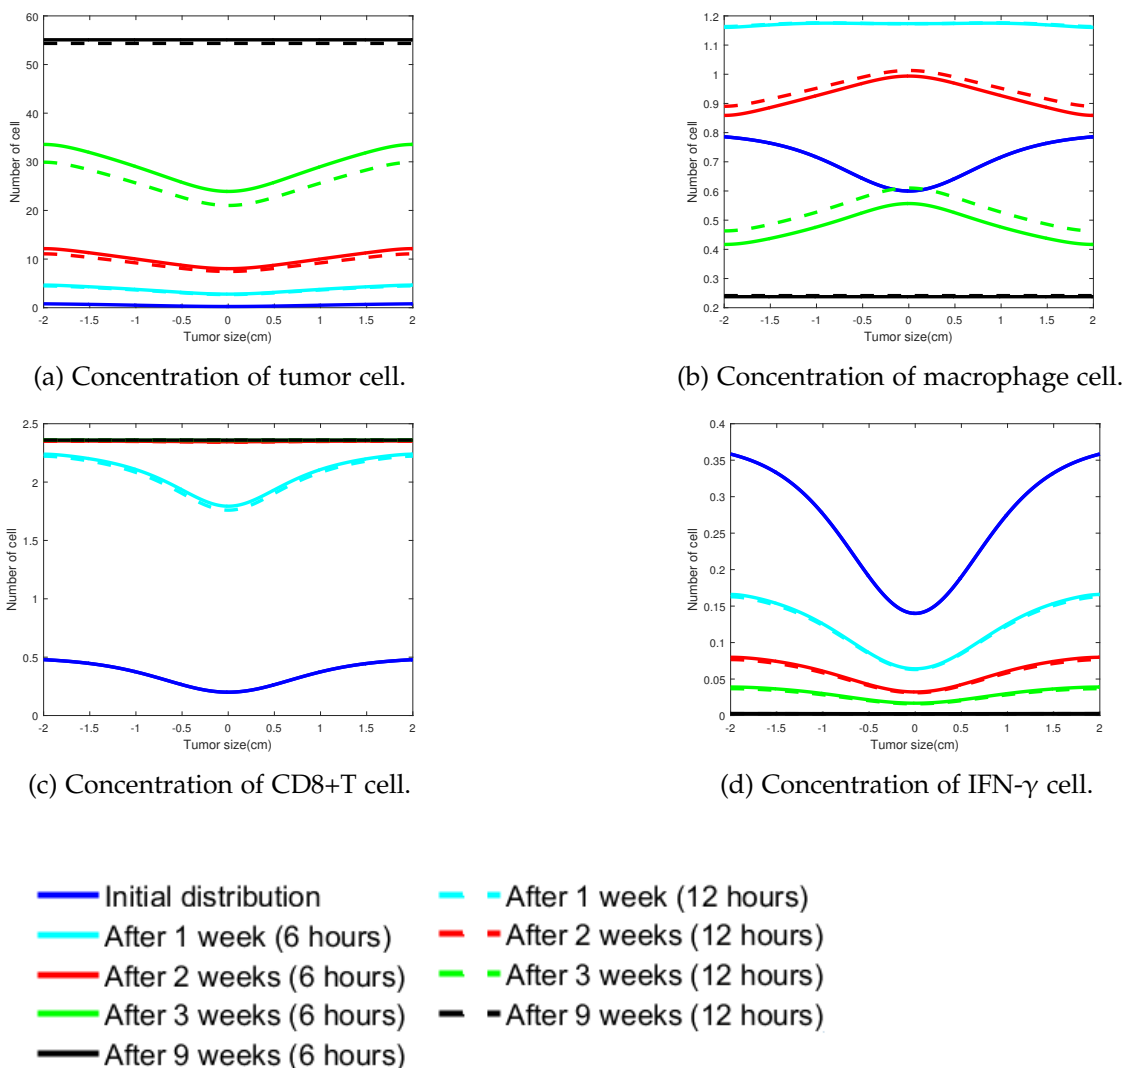 60
50
40
30
20
10
0
Number of cell
-2 -1.5 -1 -0.5 0 0.5 1 1.5 2
Tumor size(cm)
(a) Concentration of tumor cell.
1.2
1.1
1
0.9
0.8
0.7
0.6
0.5
0.4
0.3
0.2
Number of cell
-2 -1.5 -1 -0.5 0 0.5 1 1.5 2
Tumor size(cm)
(b) Concentration of macrophage cell.
2.5
2
1.5
1
0.5
0
Number of cell
-2 -1.5 -1 -0.5 0 0.5 1 1.5 2
Tumor size(cm)
(c) Concentration of CD8+T cell.
0.4
0.35
0.3
0.25
0.2
0.15
0.1
0.05
0
Number of cell
-2 -1.5 -1 -0.5 0 0.5 1 1.5 2
Tumor size(cm)
(d) Concentration of IFN-γ cell.
Initial distribution
After 1 week (6 hours)
After 2 weeks (6 hours)
After 3 weeks (6 hours)
After 9 weeks (6 hours)
After 1 week (12 hours)
After 2 weeks (12 hours)
After 3 weeks (12 hours)
After 9 weeks (12 hours)